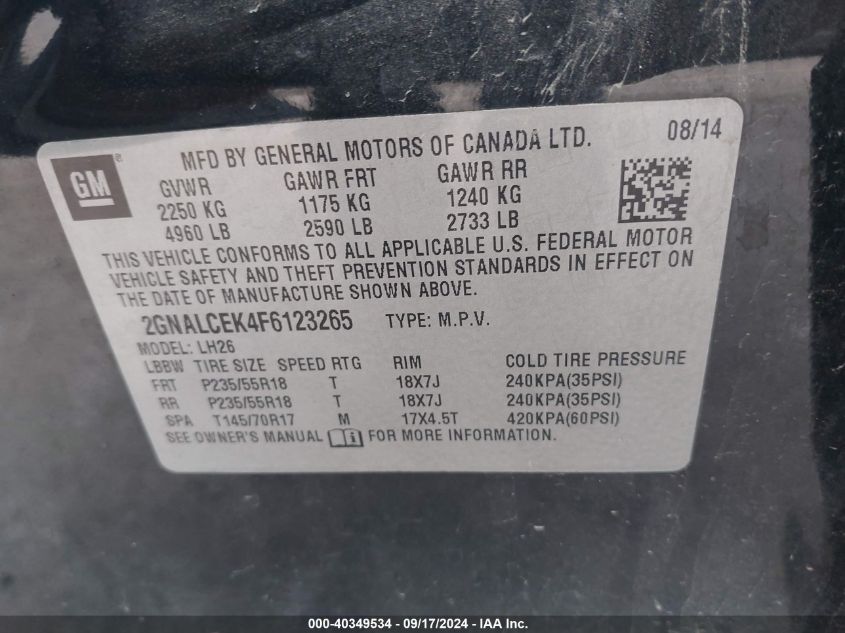 GM ®
MFD BY GENERAL MOTORS OF CANADA LTD. 08/14
GVWR GAWR FRT GAWR RR
2250 KG 1175 KG 1240 KG
4960 LB 2590 LB 2733 LB
THIS VEHICLE CONFORMS TO ALL APPLICABLE U.S. FEDERAL MOTOR
VEHICLE SAFETY AND THEFT PREVENTION STANDARDS IN EFFECT ON
THE DATE OF MANUFACTURE SHOWN ABOVE.
2GNALCEK4F6123265 TYPE: M.P.V.
MODEL: LH26
LBBW TIRE SIZE SPEED RTG RIM COLD TIRE PRESSURE
FRT P235/55R18 T 18X7J 240KPA(35PSI)
RR P235/55R18 T 18X7J 240KPA(35PSI)
SPA T145/70R17 M 17X4.5T 420KPA(60PSI)
SEE OWNER'S MANUAL FOR MORE INFORMATION.
000-40349534 - 09/17/2024 - IAA Inc.